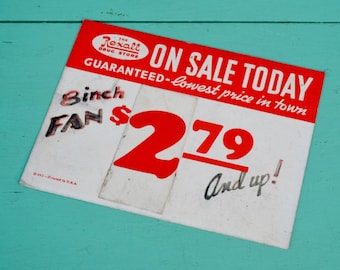 THE
Rexall
DRUG STORE
ON SALE TODAY
GUARANTEED-lowest price in town
8inch
FAN
$2.79
And up!